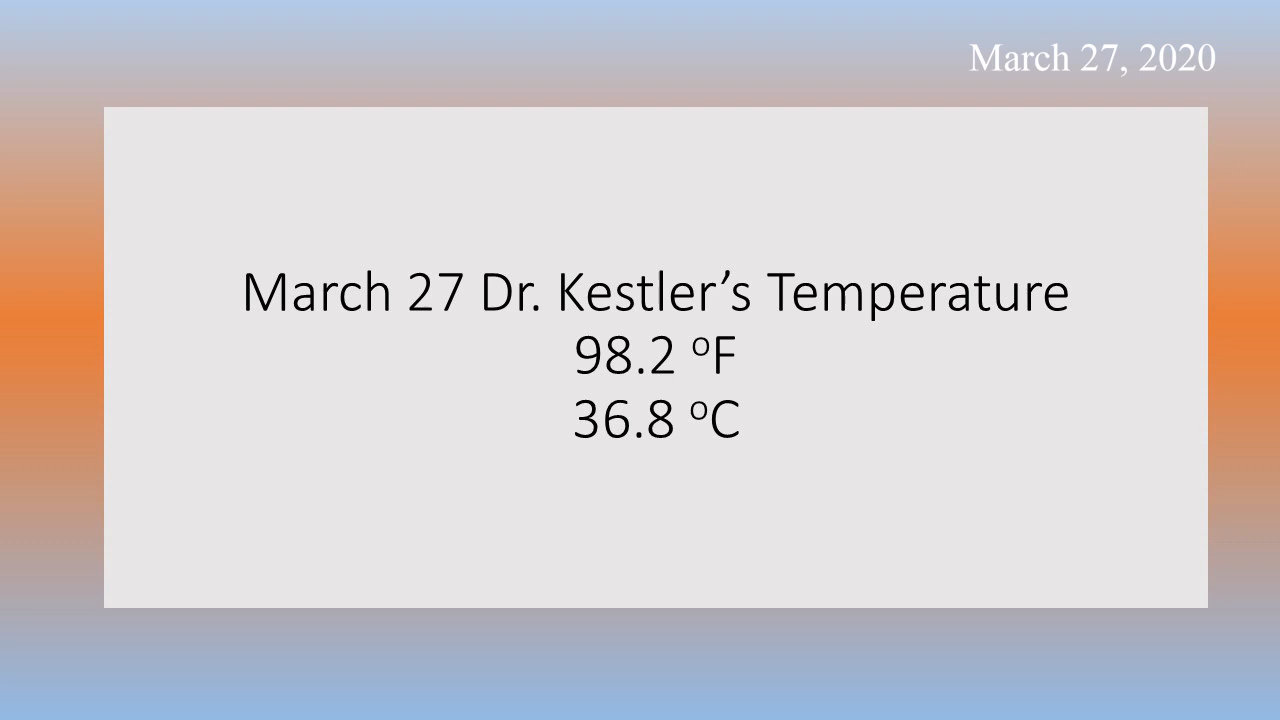 March 27, 2020
March 27 Dr. Kestler’s Temperature
98.2 ᵒF
36.8 ᵒC